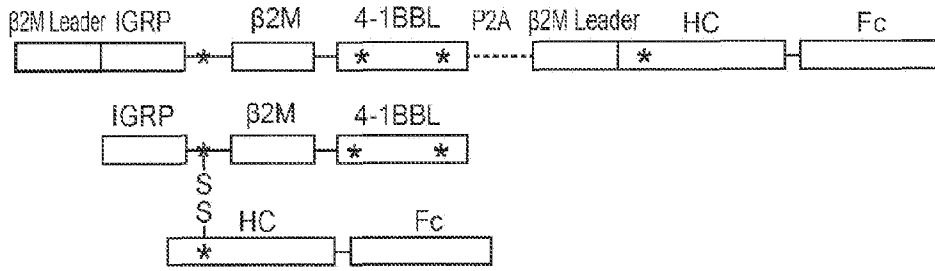 β2M Leader IGRP β2M 4-1BBL P2A β2M Leader HC Fc
* * * *
IGRP β2M 4-1BBL
* * *
S
S
HC Fc
*